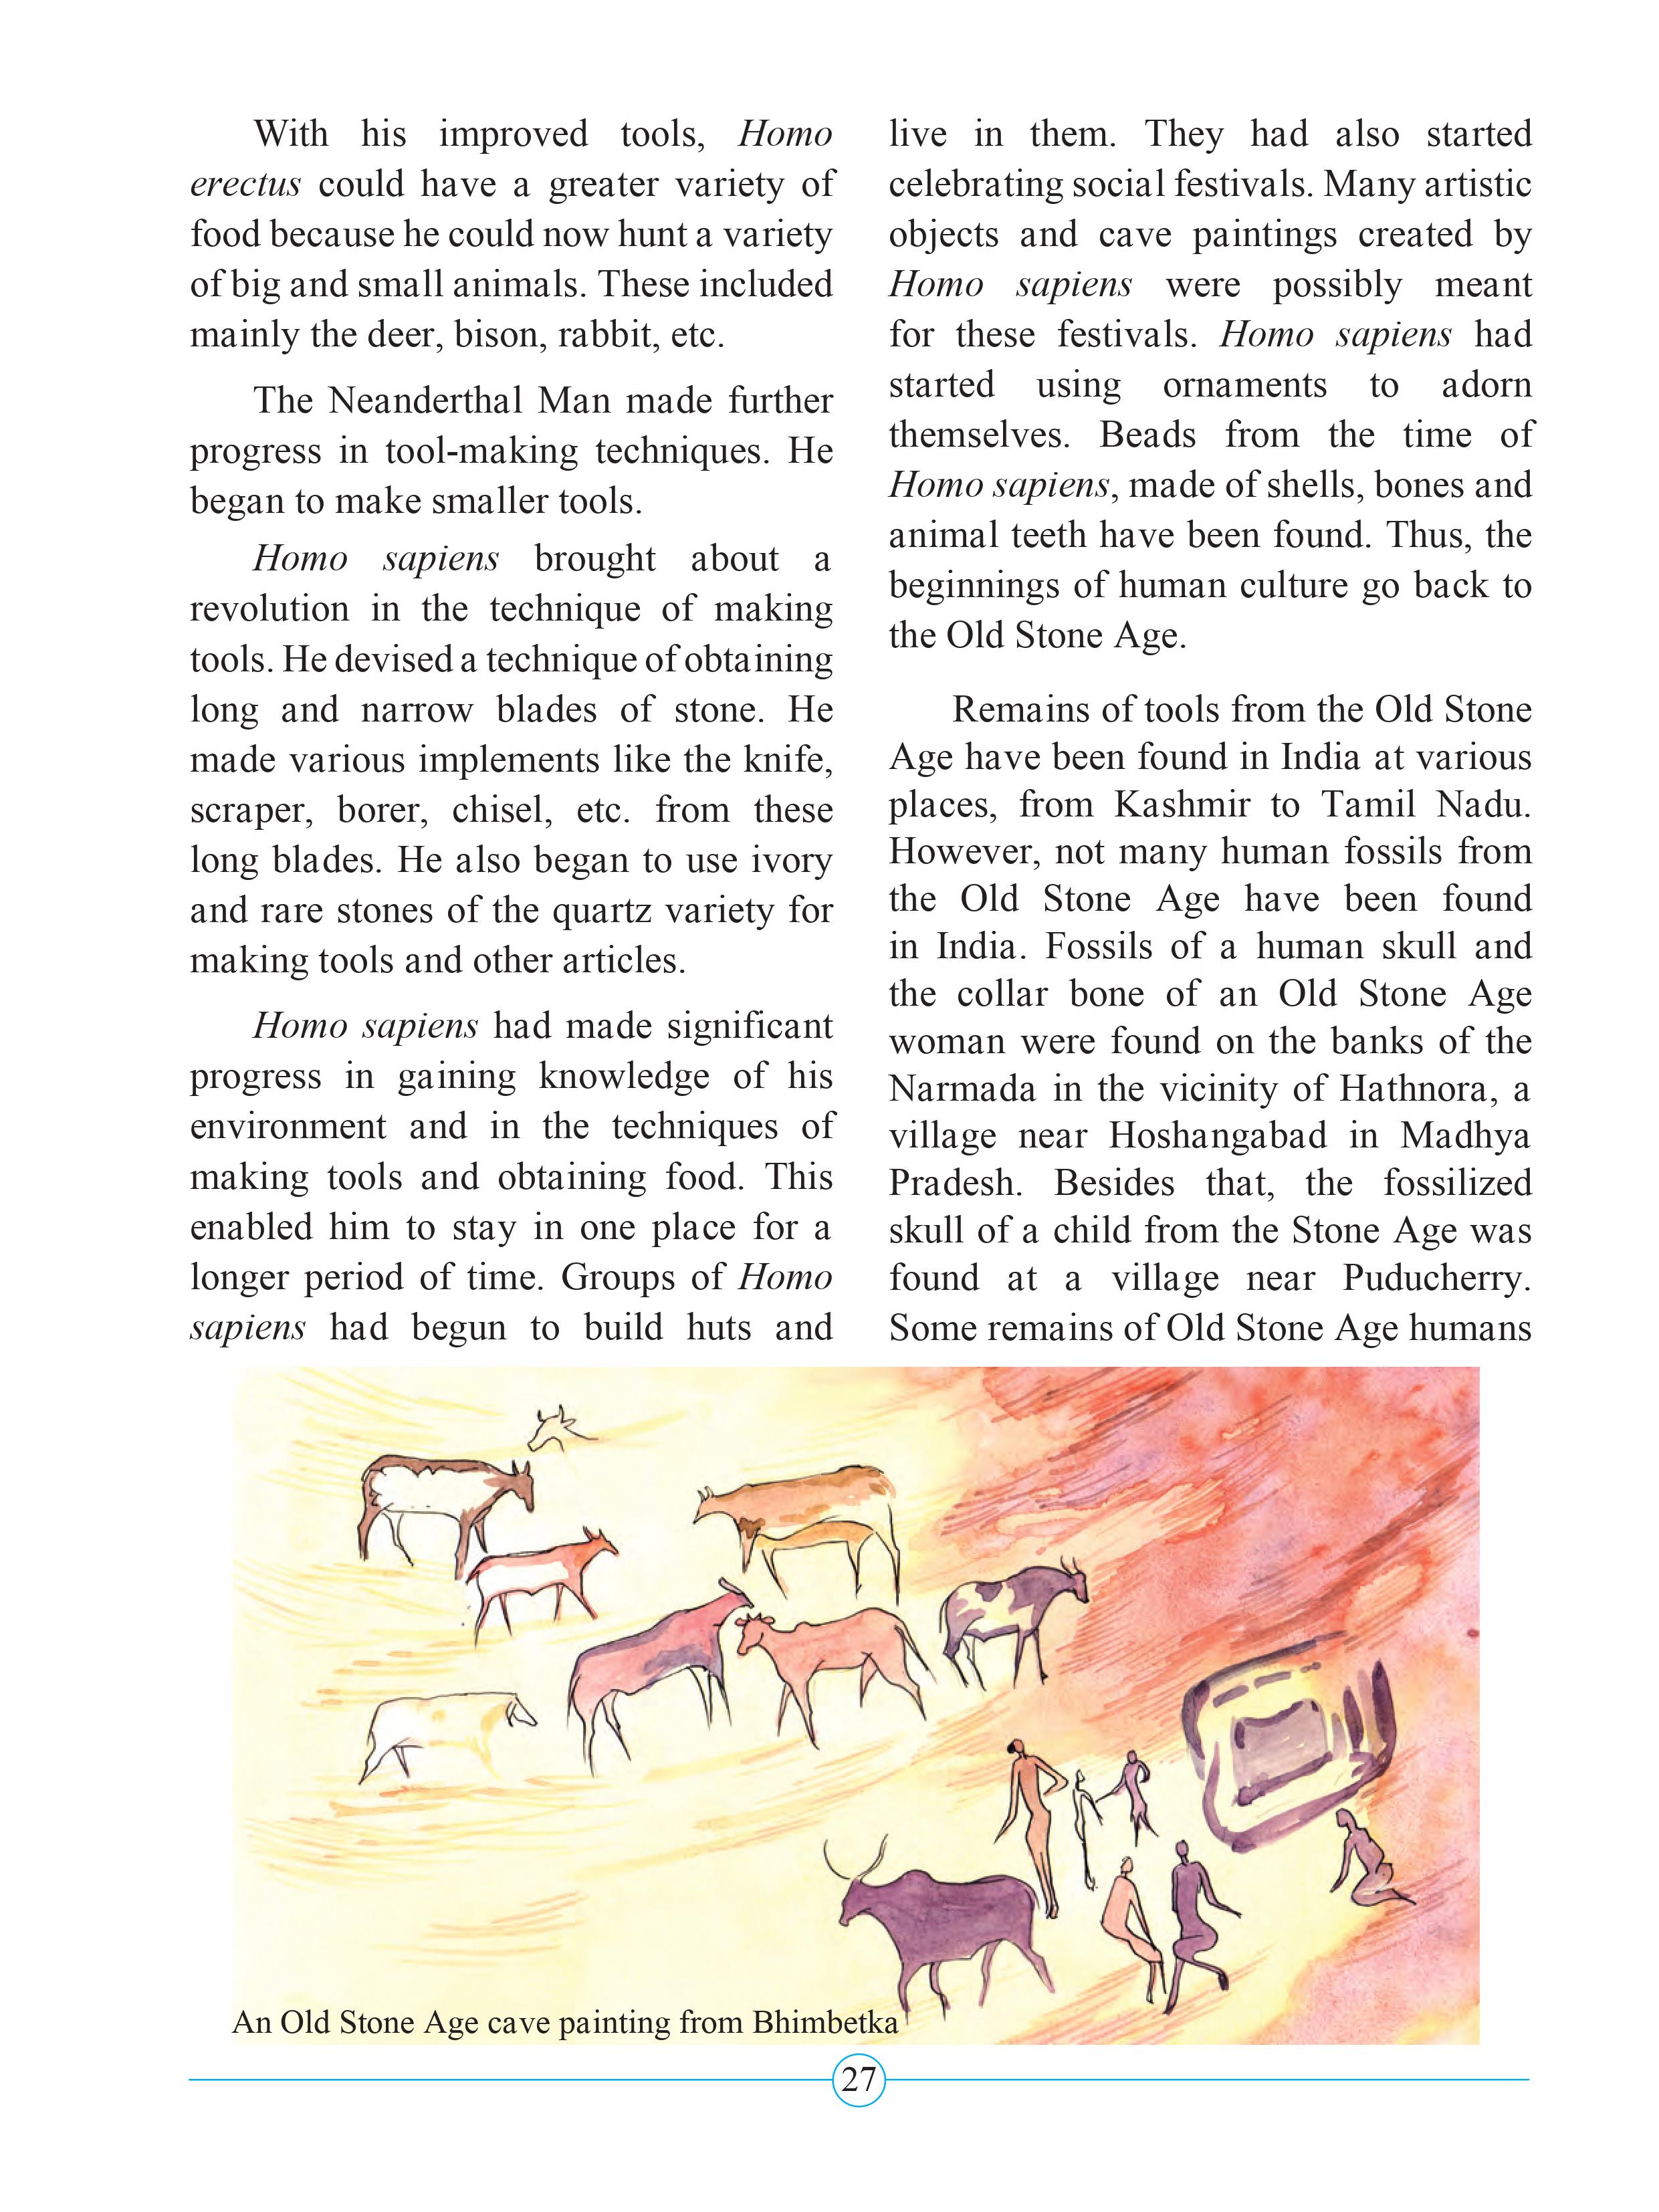 With his improved tools, Homo
erectus could have a greater variety of
food because he could now hunt a variety
of big and small animals. These included
mainly the deer, bison, rabbit, etc.
The Neanderthal Man made further
progress in tool-making techniques. He
began to make smaller tools.
Homo sapiens brought about a
revolution in the technique of making
tools. He devised a technique of obtaining
long and narrow blades of stone. He
made various implements like the knife,
scraper, borer, chisel, etc. from these
long blades. He also began to use ivory
and rare stones of the quartz variety for
making tools and other articles.
Homo sapiens had made significant
progress in gaining knowledge of his
environment and in the techniques of
making tools and obtaining food. This
enabled him to stay in one place for a
longer period of time. Groups of Homo
sapiens had begun to build huts and
live in them. They had also started
celebrating social festivals. Many artistic
objects and cave paintings created by
Homo sapiens were possibly meant
for these festivals. Homo sapiens had
started using ornaments to adorn
themselves. Beads from the time of
Homo sapiens, made of shells, bones and
animal teeth have been found. Thus, the
beginnings of human culture go back to
the Old Stone Age.
Remains of tools from the Old Stone
Age have been found in India at various
places, from Kashmir to Tamil Nadu.
However, not many human fossils from
the Old Stone Age have been found
in India. Fossils of a human skull and
the collar bone of an Old Stone Age
woman were found on the banks of the
Narmada in the vicinity of Hathnora, a
village near Hoshangabad in Madhya
Pradesh. Besides that, the fossilized
skull of a child from the Stone Age was
found at a village near Puducherry.
Some remains of Old Stone Age humans
An Old Stone Age cave painting from Bhimbetka
27